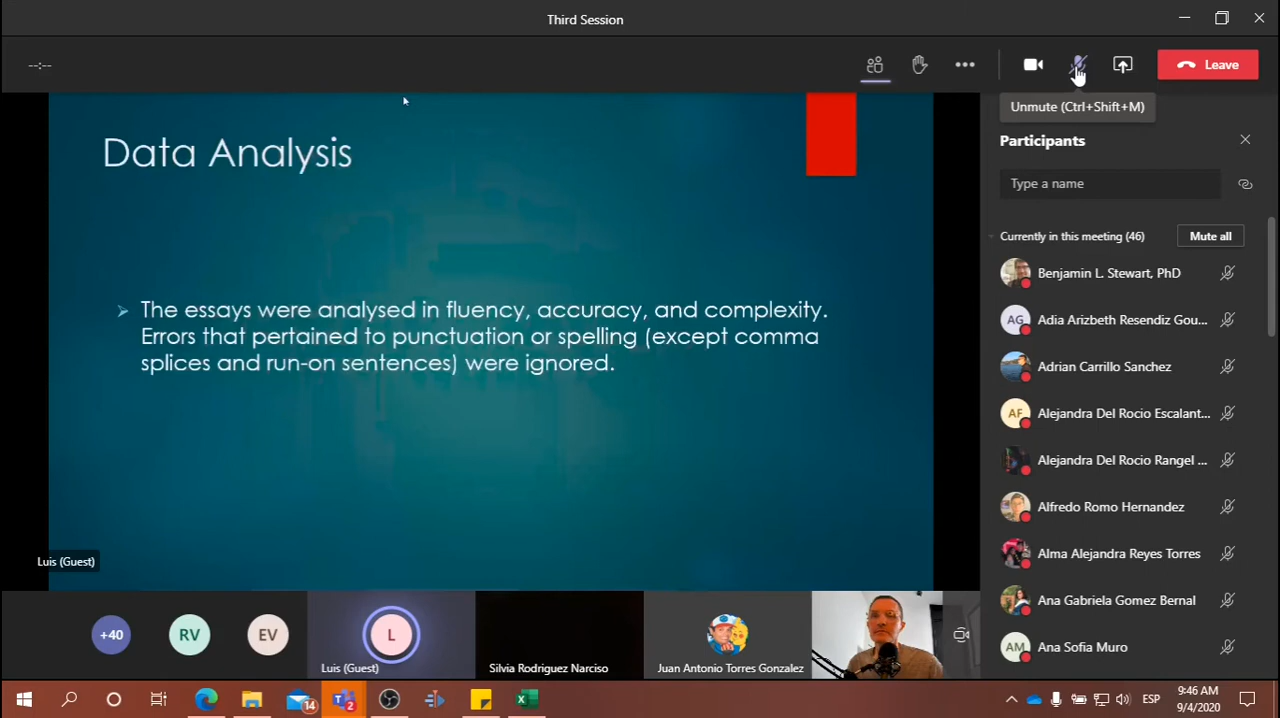 Third Session
--:--
Leave
Unmute (Ctrl+Shift+M)
Data Analysis
The essays were analysed in fluency, accuracy, and complexity.
Errors that pertained to punctuation or spelling (except comma
splices and run-on sentences) were ignored.
Luis (Guest)
Participants
Type a name
Currently in this meeting (46)
Mute all
Benjamin L. Stewart, PhD
AG
Adia Arizbeth Resendiz Gou...
Adrian Carrillo Sanchez
AF
Alejandra Del Rocio Escalant...
Alejandra Del Rocio Rangel ...
Alfredo Romo Hernandez
Alma Alejandra Reyes Torres
Ana Gabriela Gomez Bernal
AM
Ana Sofia Muro
+40
RV
EV
L
Luis (Guest)
Silvia Rodriguez Narciso
Juan Antonio Torres Gonzalez
14
2
ESP
9:46 AM
9/4/2020